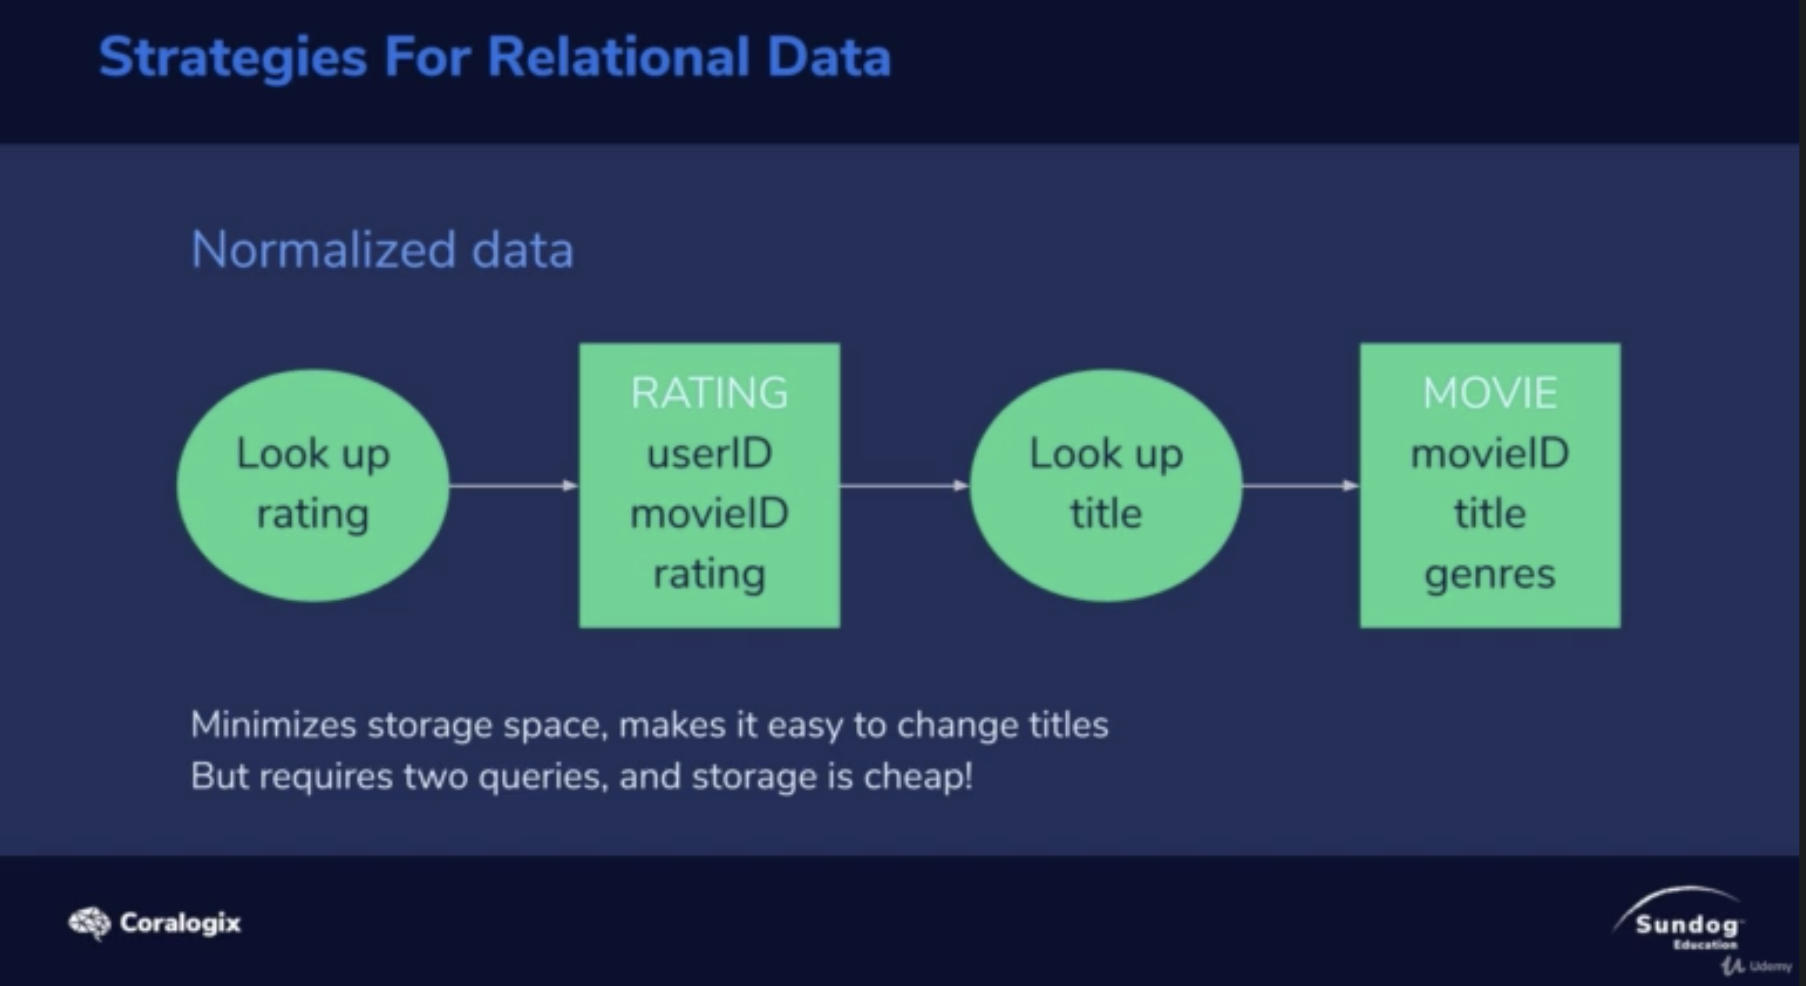 Strategies For Relational Data
Normalized data
Look up
rating
RATING
userID
movieID
rating
Look up
title
MOVIE
movieID
title
genres
Minimizes storage space, makes it easy to change titles
But requires two queries, and storage is cheap!
Coralogix
Sundog
Education
Udemy